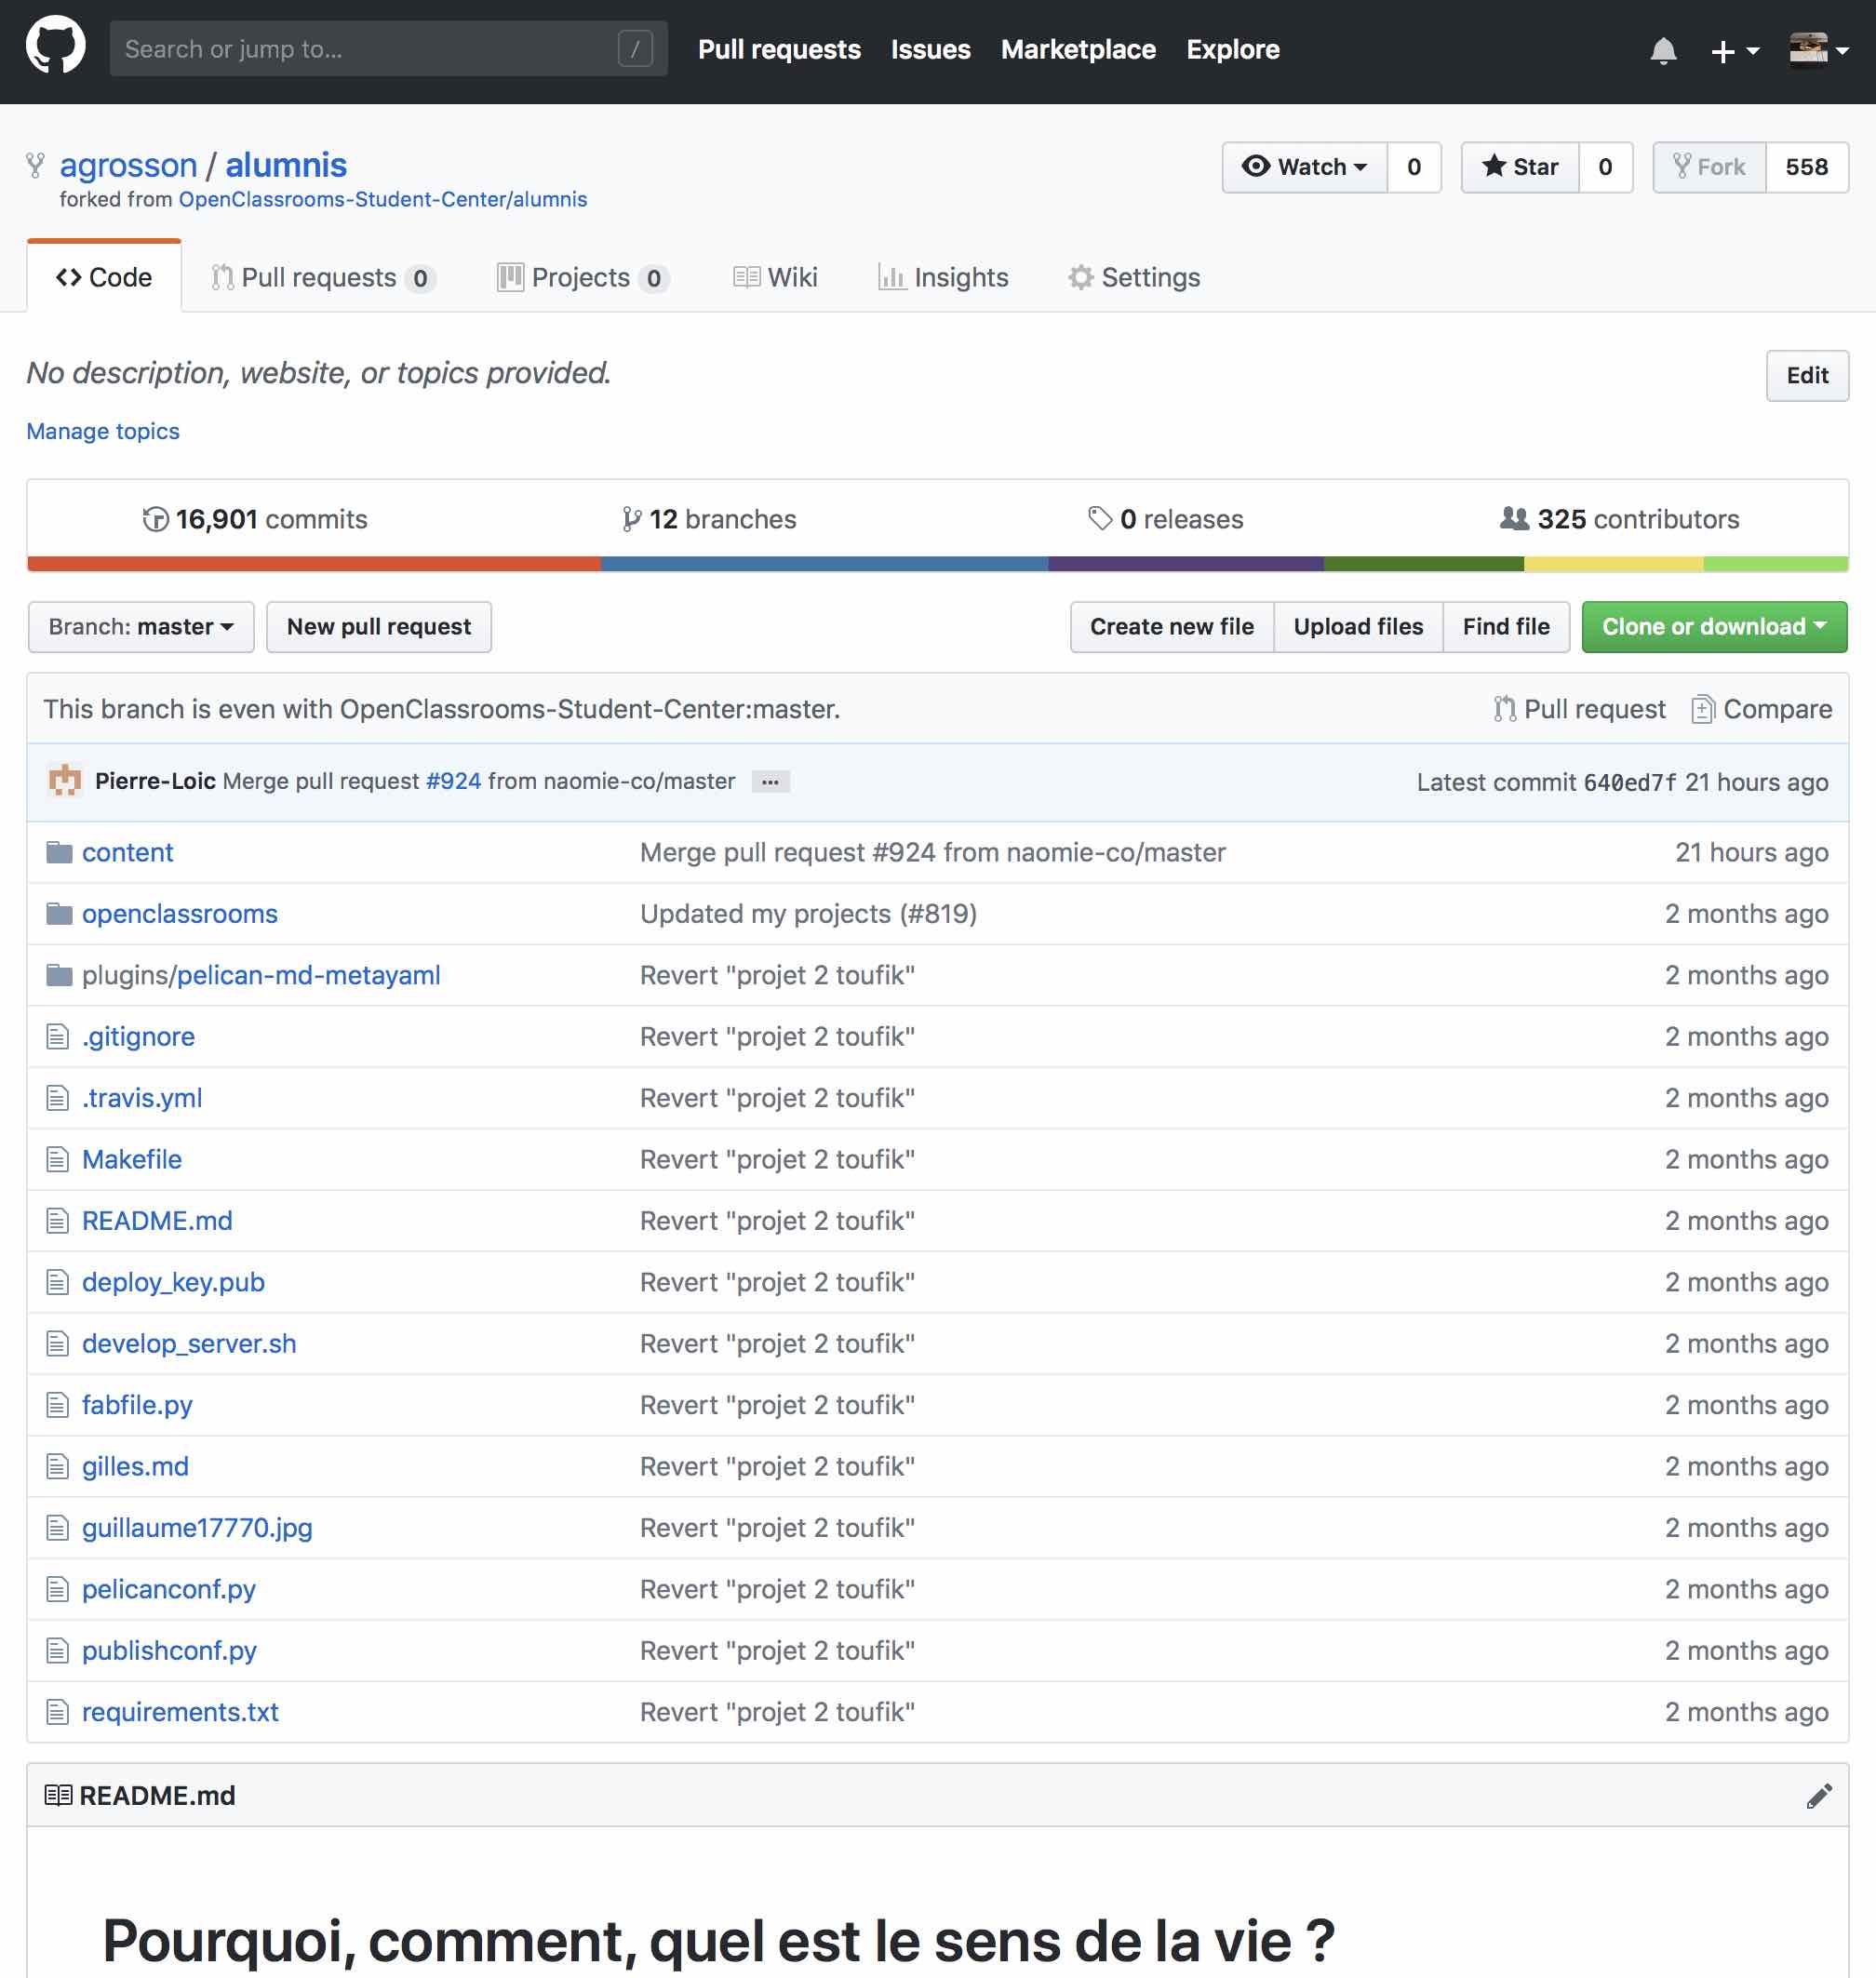 Search or jump to... / Pull requests Issues Marketplace Explore
agrosson / alumnis Watch 0 Star 0 Fork 558
forked from OpenClassrooms-Student-Center/alumnis
Code Pull requests 0 Projects 0 Wiki Insights Settings
No description, website, or topics provided. Edit
Manage topics
16,901 commits 12 branches 0 releases 325 contributors
Branch: master New pull request Create new file Upload files Find file Clone or download
This branch is even with OpenClassrooms-Student-Center:master. Pull request Compare
Pierre-Loic Merge pull request #924 from naomie-co/master ... Latest commit 640ed7f 21 hours ago
content Merge pull request #924 from naomie-co/master 21 hours ago
openclassrooms Updated my projects (#819) 2 months ago
plugins/pelican-md-metayaml Revert "projet 2 toufik" 2 months ago
.gitignore Revert "projet 2 toufik" 2 months ago
.travis.yml Revert "projet 2 toufik" 2 months ago
Makefile Revert "projet 2 toufik" 2 months ago
README.md Revert "projet 2 toufik" 2 months ago
deploy_key.pub Revert "projet 2 toufik" 2 months ago
develop_server.sh Revert "projet 2 toufik" 2 months ago
fabfile.py Revert "projet 2 toufik" 2 months ago
gilles.md Revert "projet 2 toufik" 2 months ago
guillaume17770.jpg Revert "projet 2 toufik" 2 months ago
pelicanconf.py Revert "projet 2 toufik" 2 months ago
publishconf.py Revert "projet 2 toufik" 2 months ago
requirements.txt Revert "projet 2 toufik" 2 months ago
README.md
Pourquoi, comment, quel est le sens de la vie ?